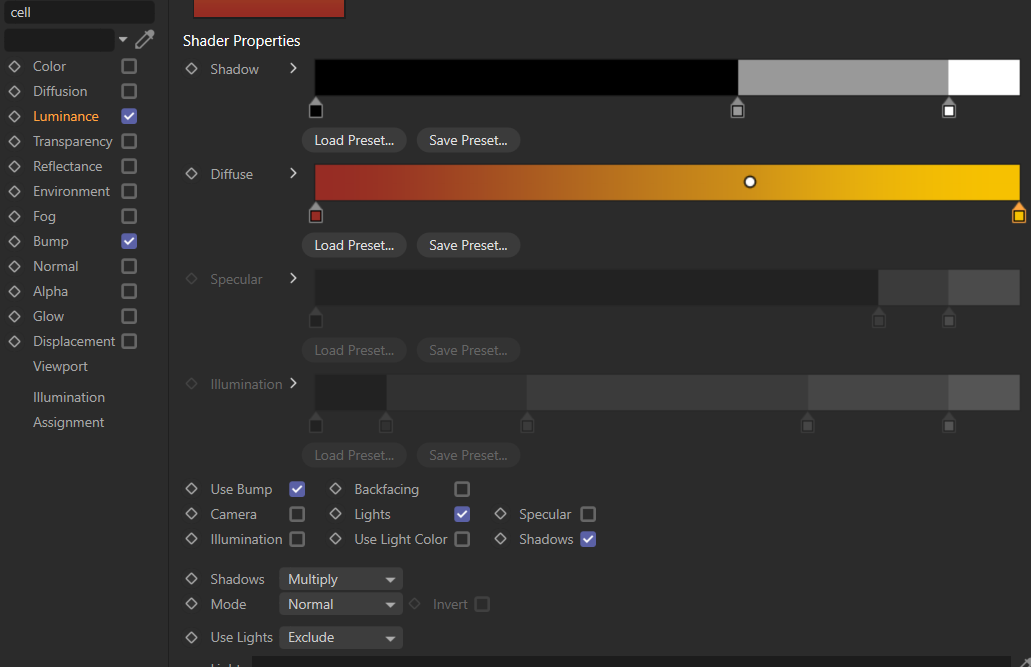 cell
Shader Properties
Color
Shadow
Diffusion
Luminance
Transparency
Load Preset...
Save Preset...
Reflectance
Diffuse
Environment
Fog
Bump
Load Preset...
Save Preset...
Normal
Specular
Alpha
Glow
Displacement
Load Preset...
Save Preset...
Viewport
Illumination
Illumination
Assignment
Load Preset...
Save Preset...
Use Bump
Backfacing
Camera
Lights
Specular
Illumination
Use Light Color
Shadows
Shadows
Multiply
Mode
Normal
Invert
Use Lights
Exclude